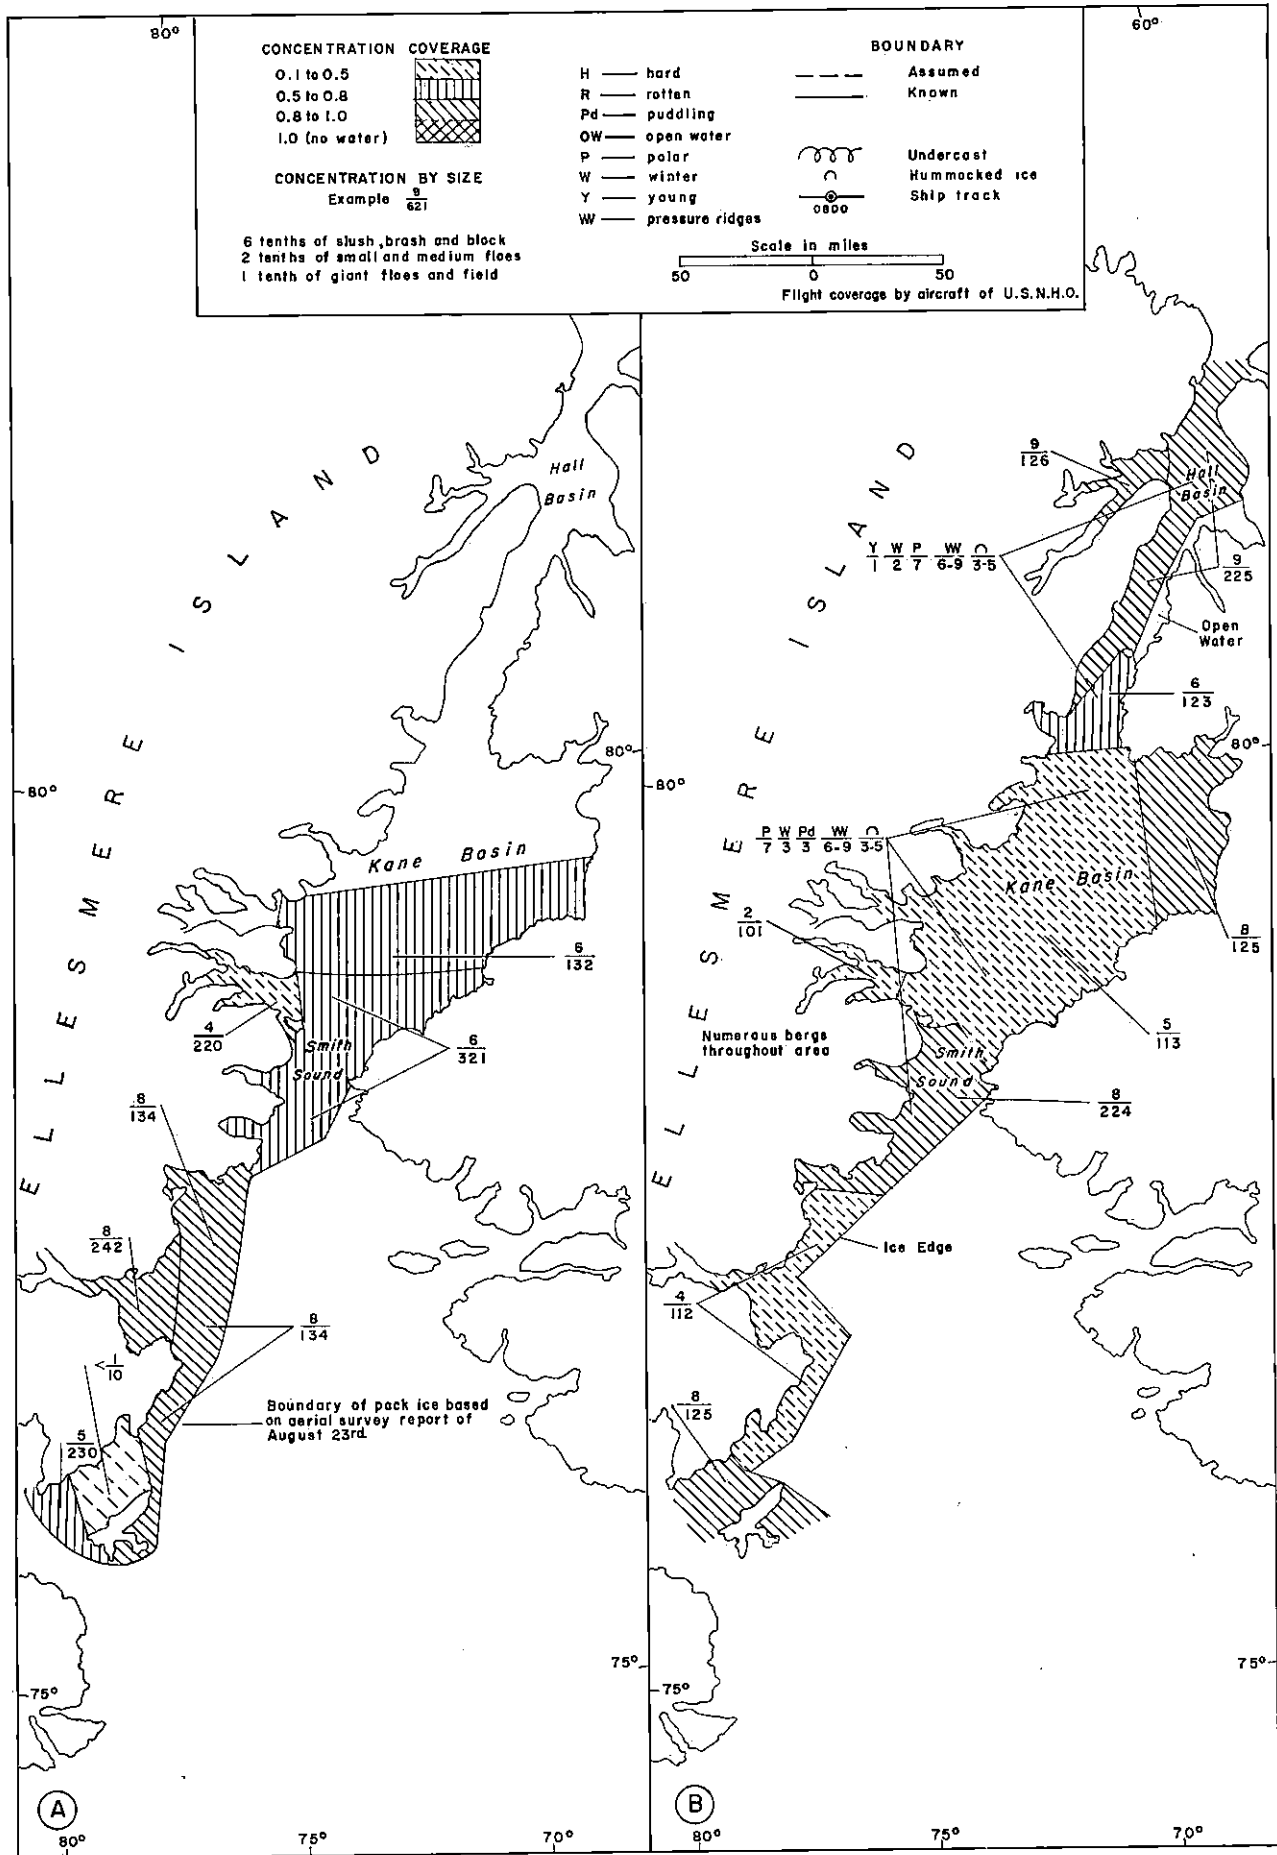 80°
60°
CONCENTRATION COVERAGE
0.1 to 0.5
0.5 to 0.8
0.8 to 1.0
1.0 (no water)
CONCENTRATION BY SIZE
Example 9/621
6 tenths of slush, brash and block
2 tenths of small and medium floes
1 tenth of giant floes and field
H — hard
R — rotten
Pd — puddling
OW — open water
P — polar
W — winter
Y — young
VV — pressure ridges
BOUNDARY
Assumed
Known
Undercast
Hummocked ice
Ship track
0800
Scale in miles
50 0 50
Flight coverage by aircraft of U.S.N.H.O.
ELLESMERE ISLAND
Hall
Basin
80°
80°
Kane Basin
6/132
4/220
Smith
Sound
6/321
8/134
8/242
8/134
<1/10
Boundary of pack ice based
on aerial survey report of
August 23rd.
5/230
75°
75°
A
80°
75°
70°
ELLESMERE ISLAND
9/126
Hall
Basin
Y/1 W/2 P/7 VV/6-9 ∩/3-5
9/225
Open
Water
6/123
80°
80°
P/7 W/3 Pd/3 VV/6-9 ∩/3-5
Kane Basin
2/101
8/125
Numerous bergs
throughout area
5/113
Smith
Sound
8/224
Ice Edge
4/112
8/125
75°
75°
B
80°
75°
70°